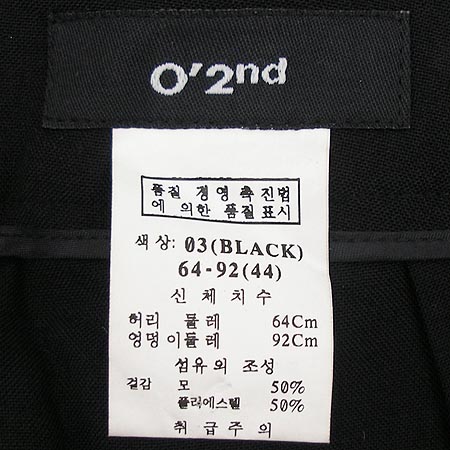 O'2nd
품질 경영 촉진법
에 의한 품질표시
색상: 03(BLACK)
64-92(44)
신체치수
허리 둘레 64Cm
엉덩이둘레 92Cm
섬유의 조성
겉감 모 50%
폴리에스텔 50%
취급주의